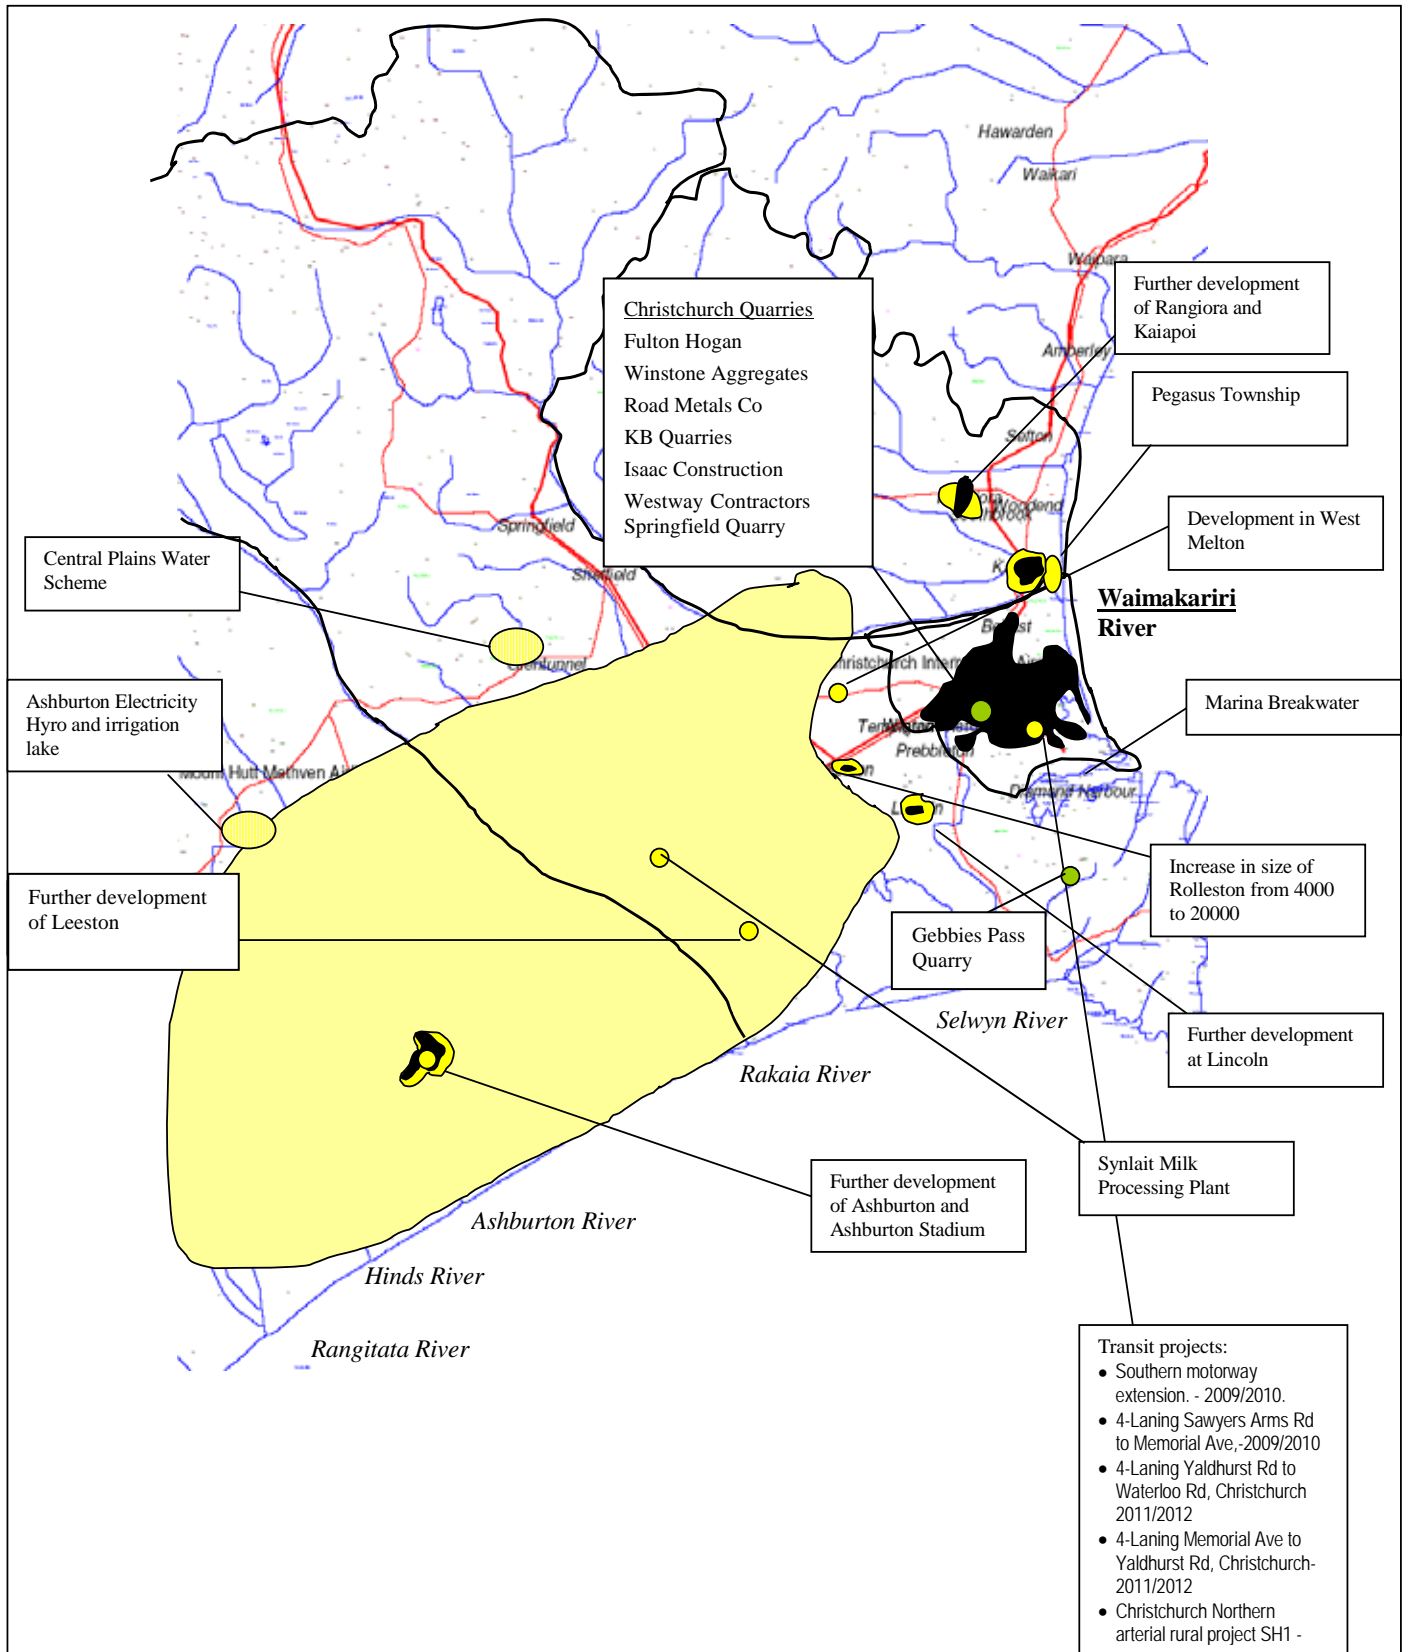 Hawarden
Waikari
Waipara
Further development
of Rangiora and
Kaiapoi
Christchurch Quarries
Fulton Hogan
Winstone Aggregates
Road Metals Co
KB Quarries
Isaac Construction
Westway Contractors
Springfield Quarry
Amberley
Pegasus Township
Sefton
Woodend
Springfield
Development in West
Melton
Central Plains Water
Scheme
Sheffield
Waimakariri
River
Ashburton Electricity
Hyro and irrigation
lake
Marina Breakwater
Prebbleton
Mount Hutt Methven
Diamond Harbour
Increase in size of
Rolleston from 4000
to 20000
Further development
of Leeston
Gebbies Pass
Quarry
Selwyn River
Further development
at Lincoln
Rakaia River
Synlait Milk
Processing Plant
Further development
of Ashburton and
Ashburton Stadium
Ashburton River
Hinds River
Rangitata River
Transit projects:
• Southern motorway
extension. - 2009/2010.
• 4-Laning Sawyers Arms Rd
to Memorial Ave,-2009/2010
• 4-Laning Yaldhurst Rd to
Waterloo Rd, Christchurch
2011/2012
• 4-Laning Memorial Ave to
Yaldhurst Rd, Christchurch-
2011/2012
• Christchurch Northern
arterial rural project SH1 -